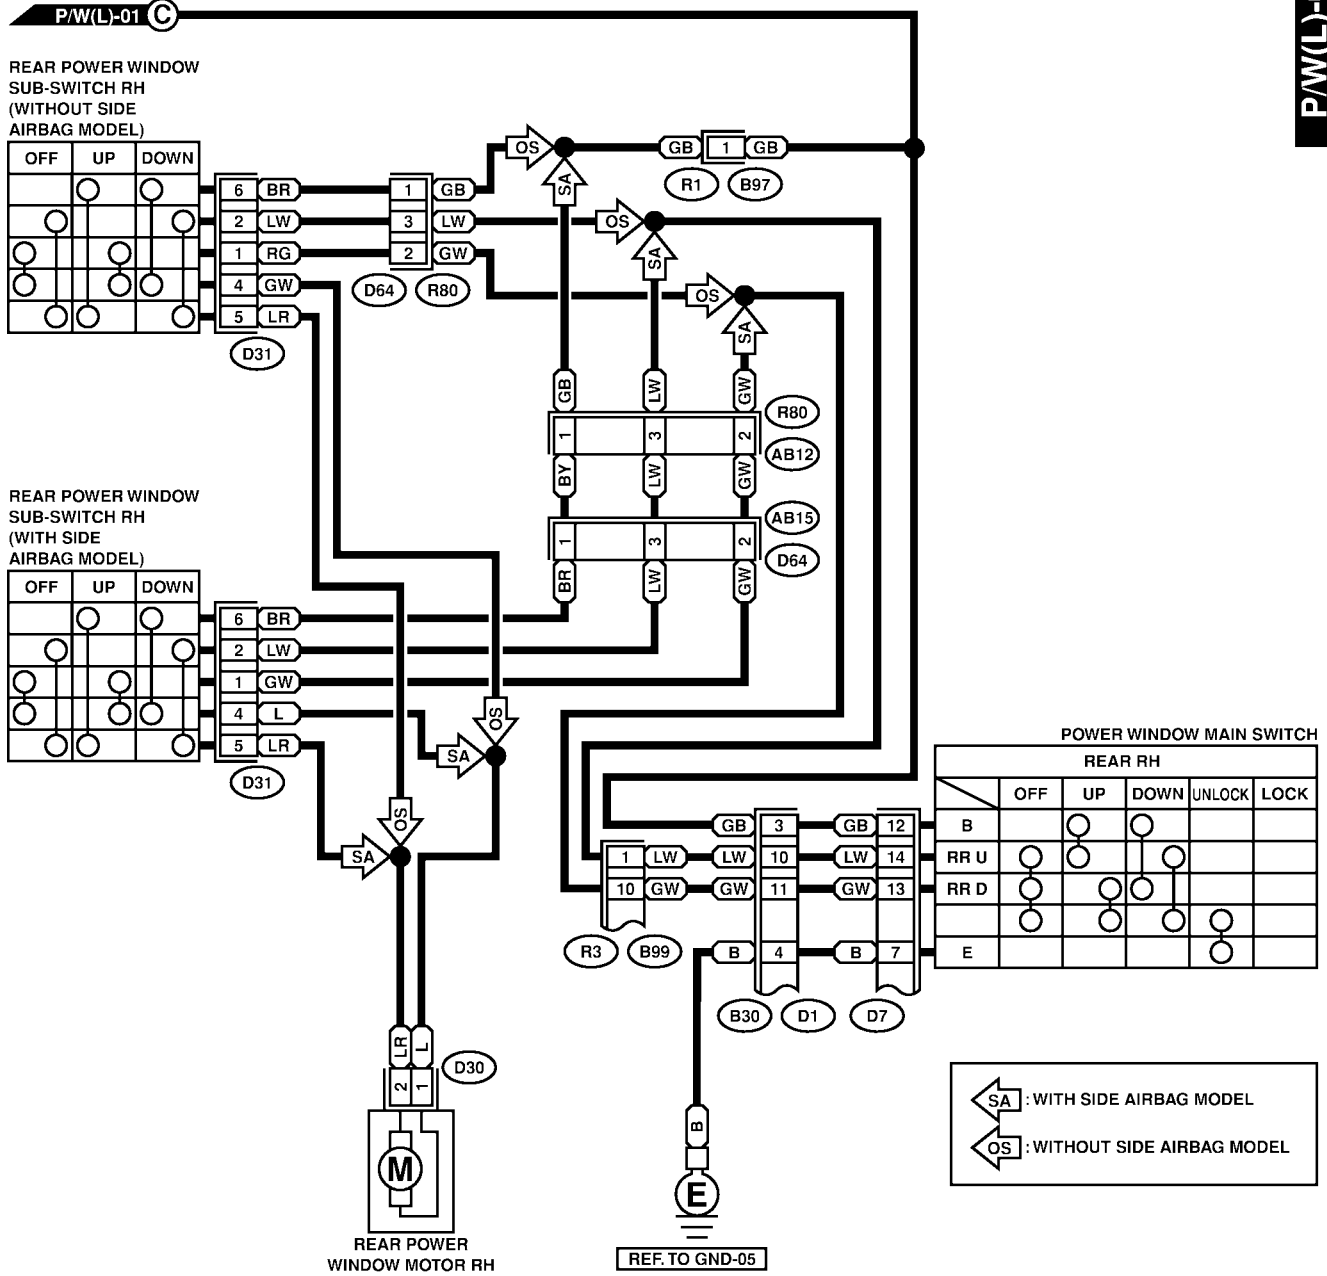 P/W(L)-01 C
P/W(L)-
REAR POWER WINDOW
SUB-SWITCH RH
(WITHOUT SIDE
AIRBAG MODEL)
OFF UP DOWN
6 BR 1 GB
2 LW 3 LW
1 RG 2 GW
4 GW
5 LR
D64 R80
D31
OS SA GB 1 GB
R1 B97
OS SA
OS SA
GB LW GW
R80
1 3 2
AB12
BY LW GW
AB15
1 3 2
D64
BR LW GW
REAR POWER WINDOW
SUB-SWITCH RH
(WITH SIDE
AIRBAG MODEL)
OFF UP DOWN
6 BR
2 LW
1 GW
4 L
5 LR
D31
OS
SA
OS
SA
POWER WINDOW MAIN SWITCH
REAR RH
OFF UP DOWN UNLOCK LOCK
GB 3 GB 12 B
1 LW LW 10 LW 14 RR U
10 GW GW 11 GW 13 RR D
B 4 B 7 E
R3 B99
B30 D1 D7
LR L
D30
2 1
M
REAR POWER
WINDOW MOTOR RH
B
E
REF. TO GND-05
SA : WITH SIDE AIRBAG MODEL
OS : WITHOUT SIDE AIRBAG MODEL